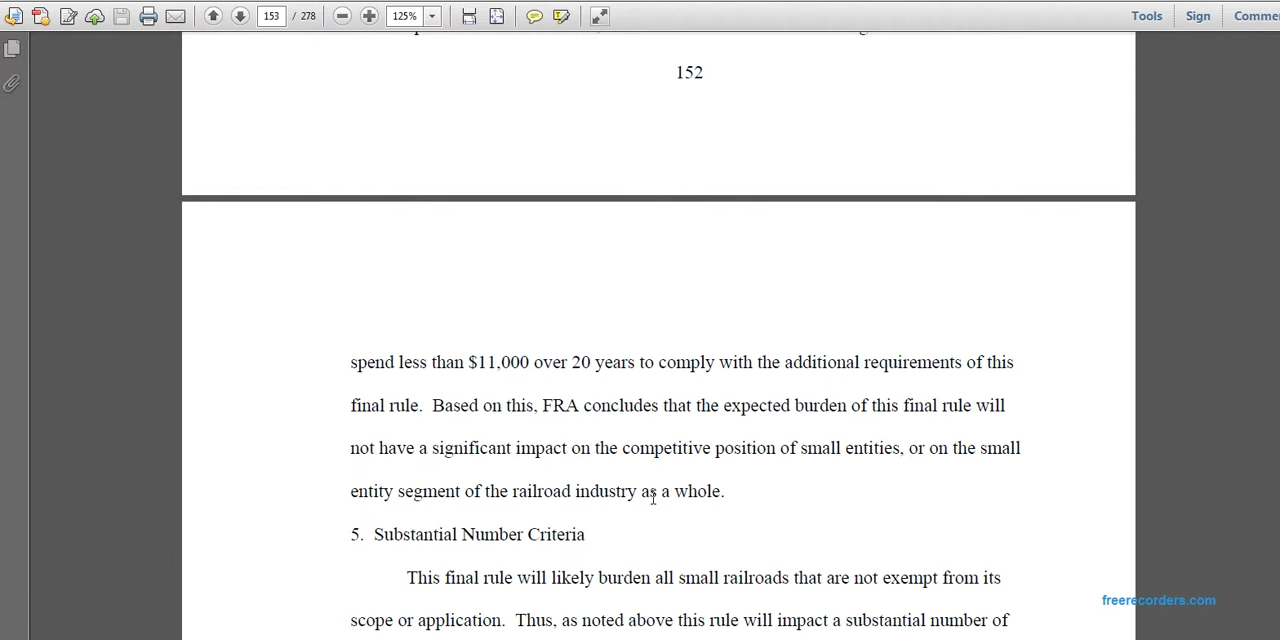 153 / 278 125% Tools Sign Comme
152
spend less than $11,000 over 20 years to comply with the additional requirements of this
final rule.  Based on this, FRA concludes that the expected burden of this final rule will
not have a significant impact on the competitive position of small entities, or on the small
entity segment of the railroad industry as a whole.
5.  Substantial Number Criteria
This final rule will likely burden all small railroads that are not exempt from its
freerecorders.com
scope or application.  Thus, as noted above this rule will impact a substantial number of